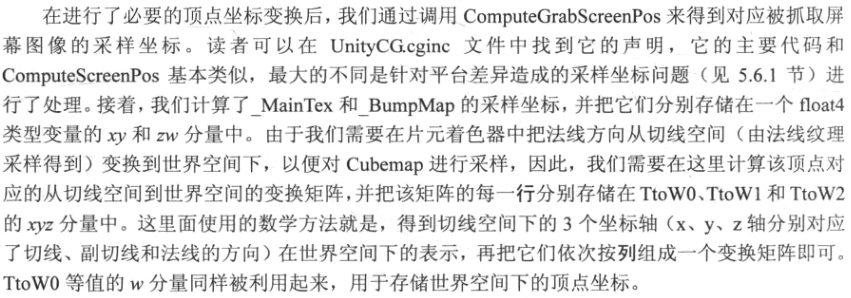 在进行了必要的顶点坐标变换后，我们通过调用 ComputeGrabScreenPos 来得到对应被抓取屏
幕图像的采样坐标。读者可以在 UnityCG.cginc 文件中找到它的声明，它的主要代码和
ComputeScreenPos 基本类似，最大的不同是针对平台差异造成的采样坐标问题（见 5.6.1 节）进
行了处理。接着，我们计算了_MainTex 和_BumpMap 的采样坐标，并把它们分别存储在一个 float4
类型变量的 xy 和 zw 分量中。由于我们需要在片元着色器中把法线方向从切线空间（由法线纹理
采样得到）变换到世界空间下，以便对 Cubemap 进行采样，因此，我们需要在这里计算该顶点对
应的从切线空间到世界空间的变换矩阵，并把该矩阵的每一行分别存储在 TtoW0、TtoW1 和 TtoW2
的 xyz 分量中。这里面使用的数学方法就是，得到切线空间下的 3 个坐标轴（x、y、z 轴分别对应
了切线、副切线和法线的方向）在世界空间下的表示，再把它们依次按列组成一个变换矩阵即可。
TtoW0 等值的 w 分量同样被利用起来，用于存储世界空间下的顶点坐标。